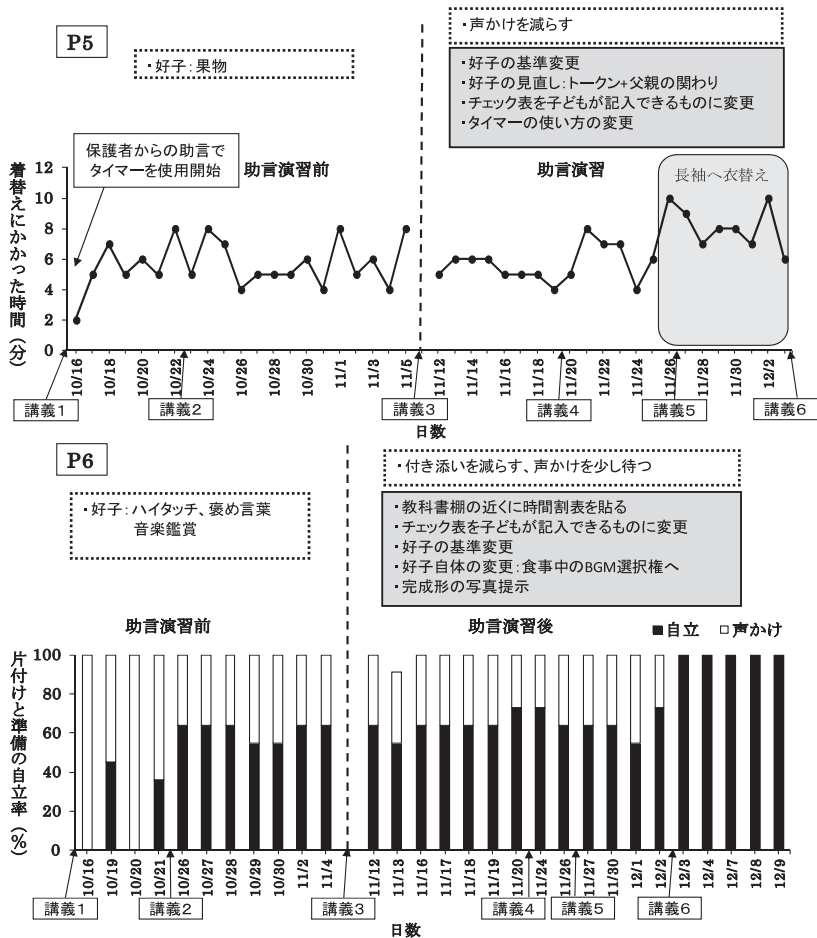 P5
・好子：果物
・声かけを減らす
・好子の基準変更
・好子の見直し：トークン+父親の関わり
・チェック表を子どもが記入できるものに変更
・タイマーの使い方の変更
保護者からの助言で
タイマーを使用開始
助言演習前
助言演習
長袖へ衣替え
着替えにかかった時間（分）
12
10
8
6
4
2
0
10/16
10/18
10/20
10/22
10/24
10/26
10/28
10/30
11/1
11/3
11/5
11/12
11/14
11/16
11/18
11/20
11/22
11/24
11/26
11/28
11/30
12/2
講義1
講義2
講義3
講義4
講義5
講義6
日数
P6
・好子：ハイタッチ、褒め言葉
音楽鑑賞
・付き添いを減らす、声かけを少し待つ
・教科書棚の近くに時間割表を貼る
・チェック表を子どもが記入できるものに変更
・好子の基準変更
・好子自体の変更：食事中のBGM選択権へ
・完成形の写真提示
助言演習前
助言演習後
■自立 □声かけ
片付けと準備の自立率（%）
100
80
60
40
20
0
10/16
10/19
10/20
10/21
10/26
10/27
10/28
10/29
10/30
11/2
11/4
11/12
11/13
11/16
11/17
11/18
11/19
11/20
11/24
11/26
11/27
11/30
12/1
12/2
12/3
12/4
12/7
12/8
12/9
講義1
講義2
講義3
講義4
講義5
講義6
日数